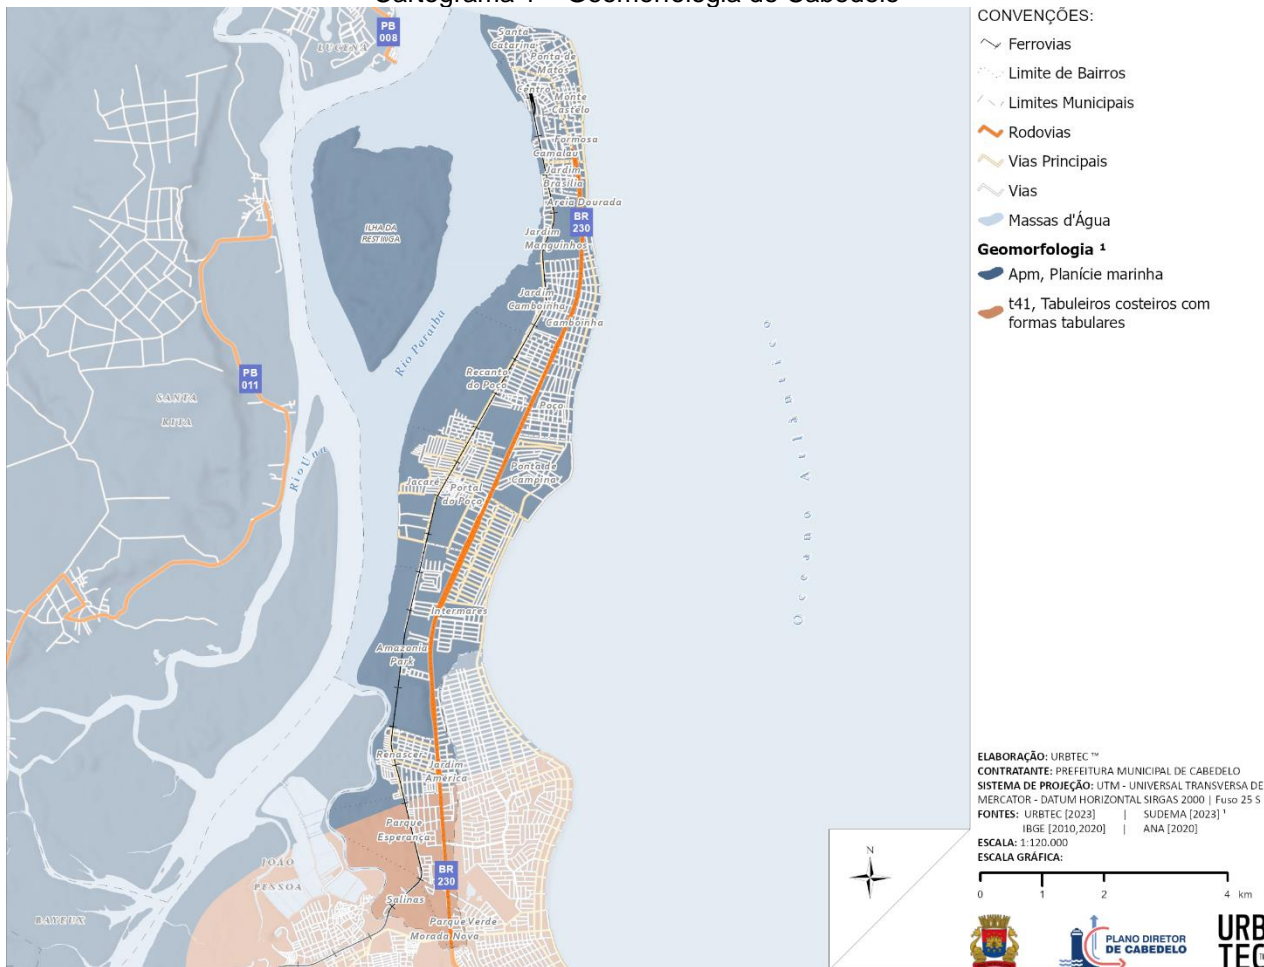 Cartograma 1 – Geomorfologia de Cabedelo
PB
008
LUCENA
Santa
Catarina
Ponta de
Matos
Centro
Monte
Castelo
Formosa
Camalaú
Jardim
Brasília
Areia Dourada
BR
230
Jardim
Manguinhos
ILHA DA
RESTINGA
Jardim
Camboinha
Camboinha
Rio Paraíba
PB
011
SANTA
RITA
Recanto
do Poço
Poço
Oceano Atlântico
Rio Una
Ponta de
Campina
Jacaré
Portal
do Poço
Intermares
Amazonia
Park
Renascer
Jardim
América
Parque
Esperança
JOÃO
PESSOA
BR
230
Salinas
BAYEUX
Parque Verde
Morada Nova
N
CONVENÇÕES:
Ferrovias
Limite de Bairros
Limites Municipais
Rodovias
Vias Principais
Vias
Massas d'Água
Geomorfologia ¹
Apm, Planície marinha
t41, Tabuleiros costeiros com
formas tabulares
ELABORAÇÃO: URBTEC ™
CONTRATANTE: PREFEITURA MUNICIPAL DE CABEDELO
SISTEMA DE PROJEÇÃO: UTM - UNIVERSAL TRANSVERSA DE
MERCATOR - DATUM HORIZONTAL SIRGAS 2000 | Fuso 25 S
FONTES: URBTEC [2023] | SUDEMA [2023] ¹
IBGE [2010,2020] | ANA [2020]
ESCALA: 1:120.000
ESCALA GRÁFICA:
0 1 2 4 km
PLANO DIRETOR
DE CABEDELO
URB
TEC